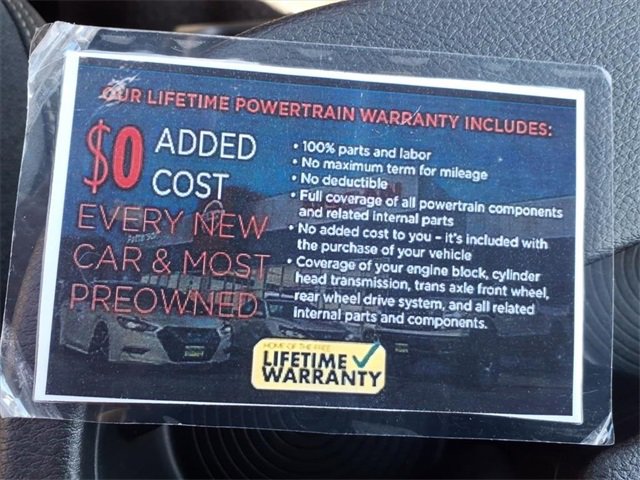 OUR LIFETIME POWERTRAIN WARRANTY INCLUDES:
$0 ADDED
COST
EVERY NEW
CAR & MOST
PREOWNED
• 100% parts and labor
• No maximum term for mileage
• No deductible
• Full coverage of all powertrain components
and related internal parts
• No added cost to you – it's included with
the purchase of your vehicle
• Coverage of your engine block, cylinder
head transmission, trans axle front wheel,
rear wheel drive system, and all related
internal parts and components.
HOME OF THE FREE
LIFETIME
WARRANTY